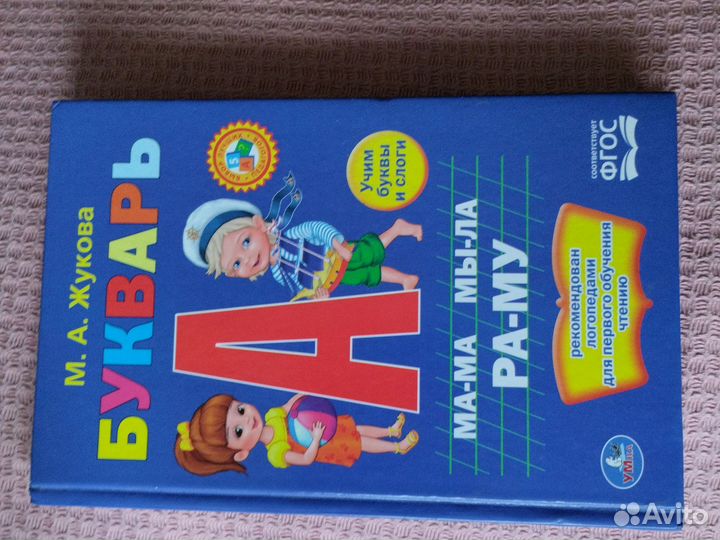 М. А. Жукова
БУКВАРЬ
А
Учим
буквы
и слоги
МА-МА МЫ-ЛА
РА-МУ
соответствует
ФГОС
рекомендован
логопедами
для первого обучения
чтению
УМка
Avito